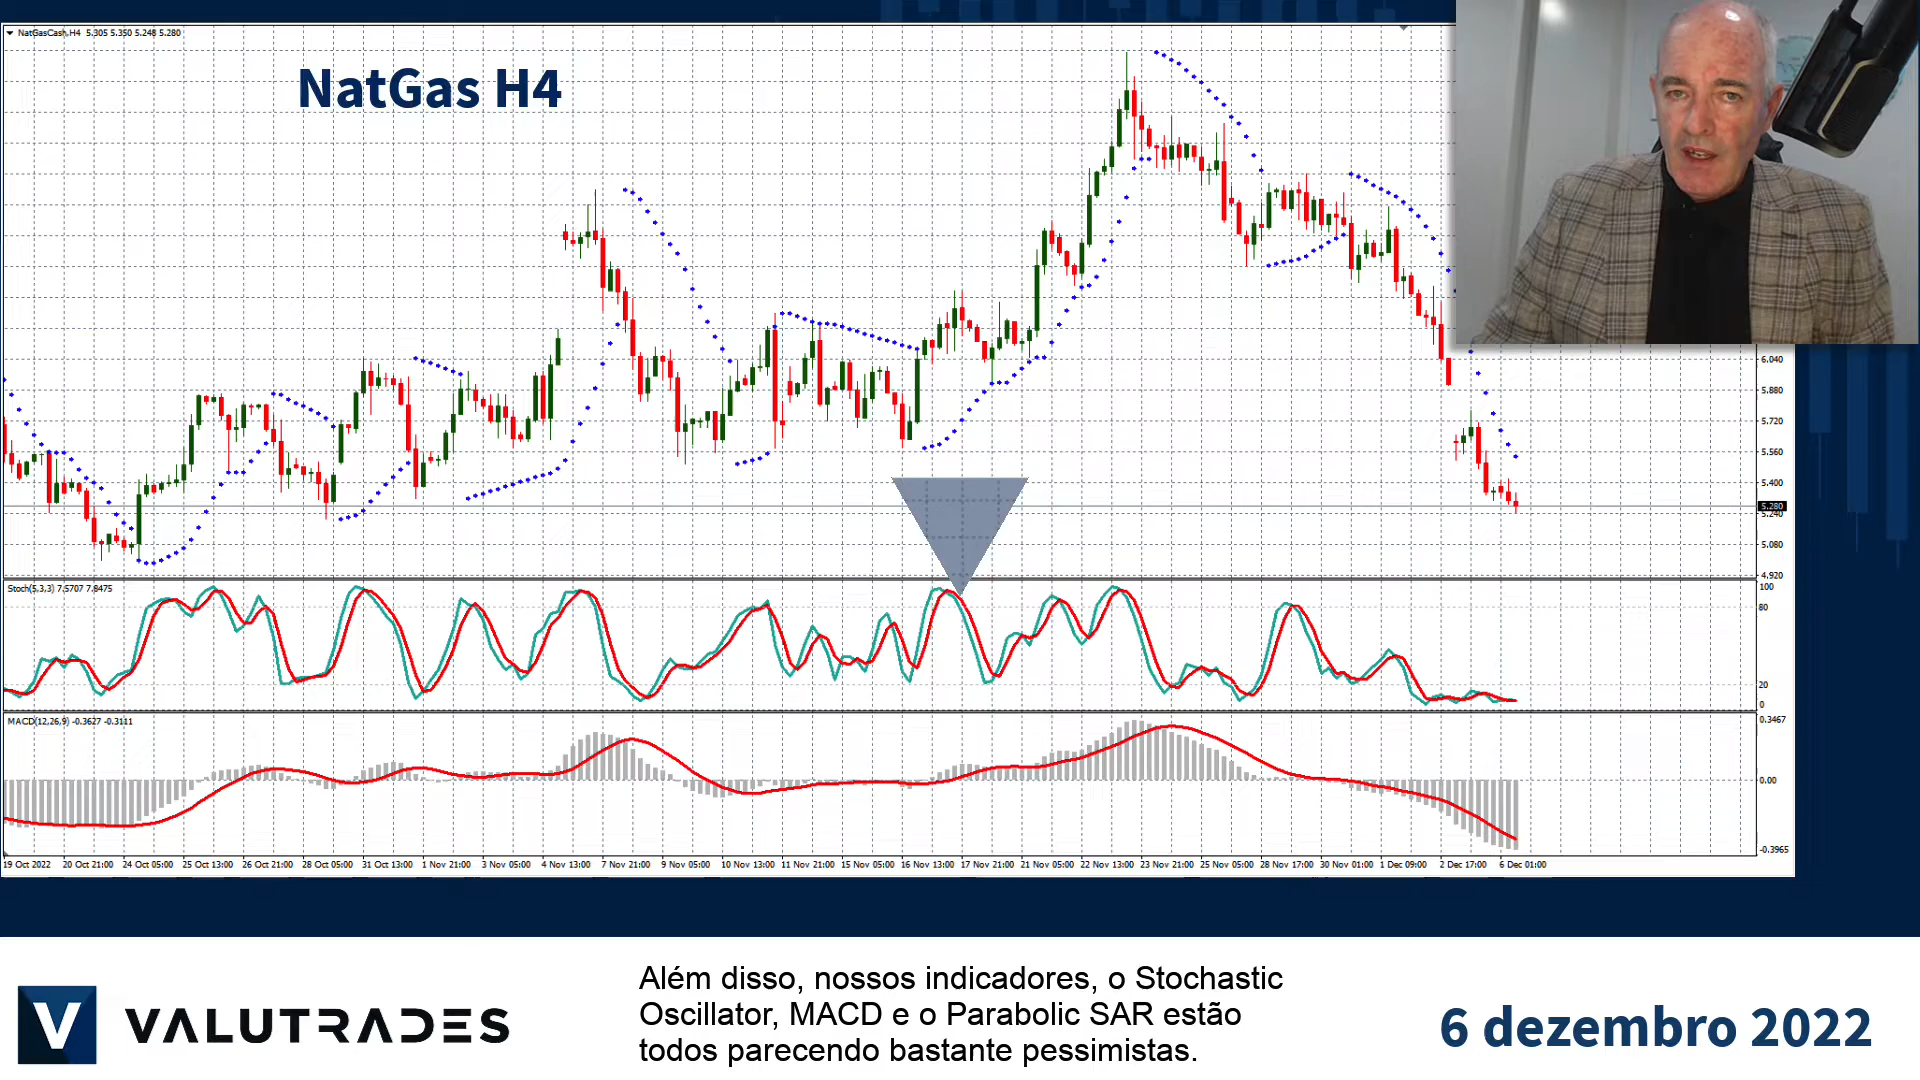 NatGasCash,H4 5.305 5.350 5.248 5.280
NatGas H4
6.040
5.880
5.720
5.560
5.400
5.280
5.240
5.080
4.920
Stoch(5,3,3) 7.5707 7.8475
100
80
20
0
MACD(12,26,9) -0.3627 -0.3111
0.3467
0.00
-0.3965
19 Oct 2022 20 Oct 21:00 24 Oct 05:00 25 Oct 13:00 26 Oct 21:00 28 Oct 05:00 31 Oct 13:00 1 Nov 21:00 3 Nov 05:00 4 Nov 13:00 7 Nov 21:00 9 Nov 05:00 10 Nov 13:00 11 Nov 21:00 15 Nov 05:00 16 Nov 13:00 17 Nov 21:00 21 Nov 05:00 22 Nov 13:00 23 Nov 21:00 25 Nov 05:00 28 Nov 17:00 30 Nov 01:00 1 Dec 09:00 2 Dec 17:00 6 Dec 01:00
V VALUTRADES
Além disso, nossos indicadores, o Stochastic
Oscillator, MACD e o Parabolic SAR estão
todos parecendo bastante pessimistas.
6 dezembro 2022